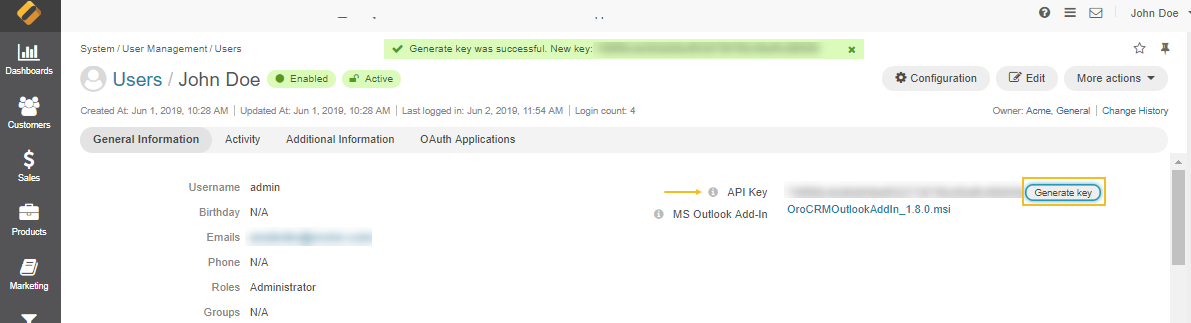 John Doe
System / User Management / Users
Generate key was successful. New key:
Users / John Doe
Enabled
Active
Configuration
Edit
More actions
Created At: Jun 1, 2019, 10:28 AM
Updated At: Jun 1, 2019, 10:28 AM
Last logged in: Jun 2, 2019, 11:54 AM
Login count: 4
Owner: Acme, General
Change History
General Information
Activity
Additional Information
OAuth Applications
Dashboards
Customers
Sales
Products
Marketing
Username admin
Birthday N/A
Emails
Phone N/A
Roles Administrator
Groups N/A
API Key
Generate key
MS Outlook Add-In OroCRMOutlookAddIn_1.8.0.msi